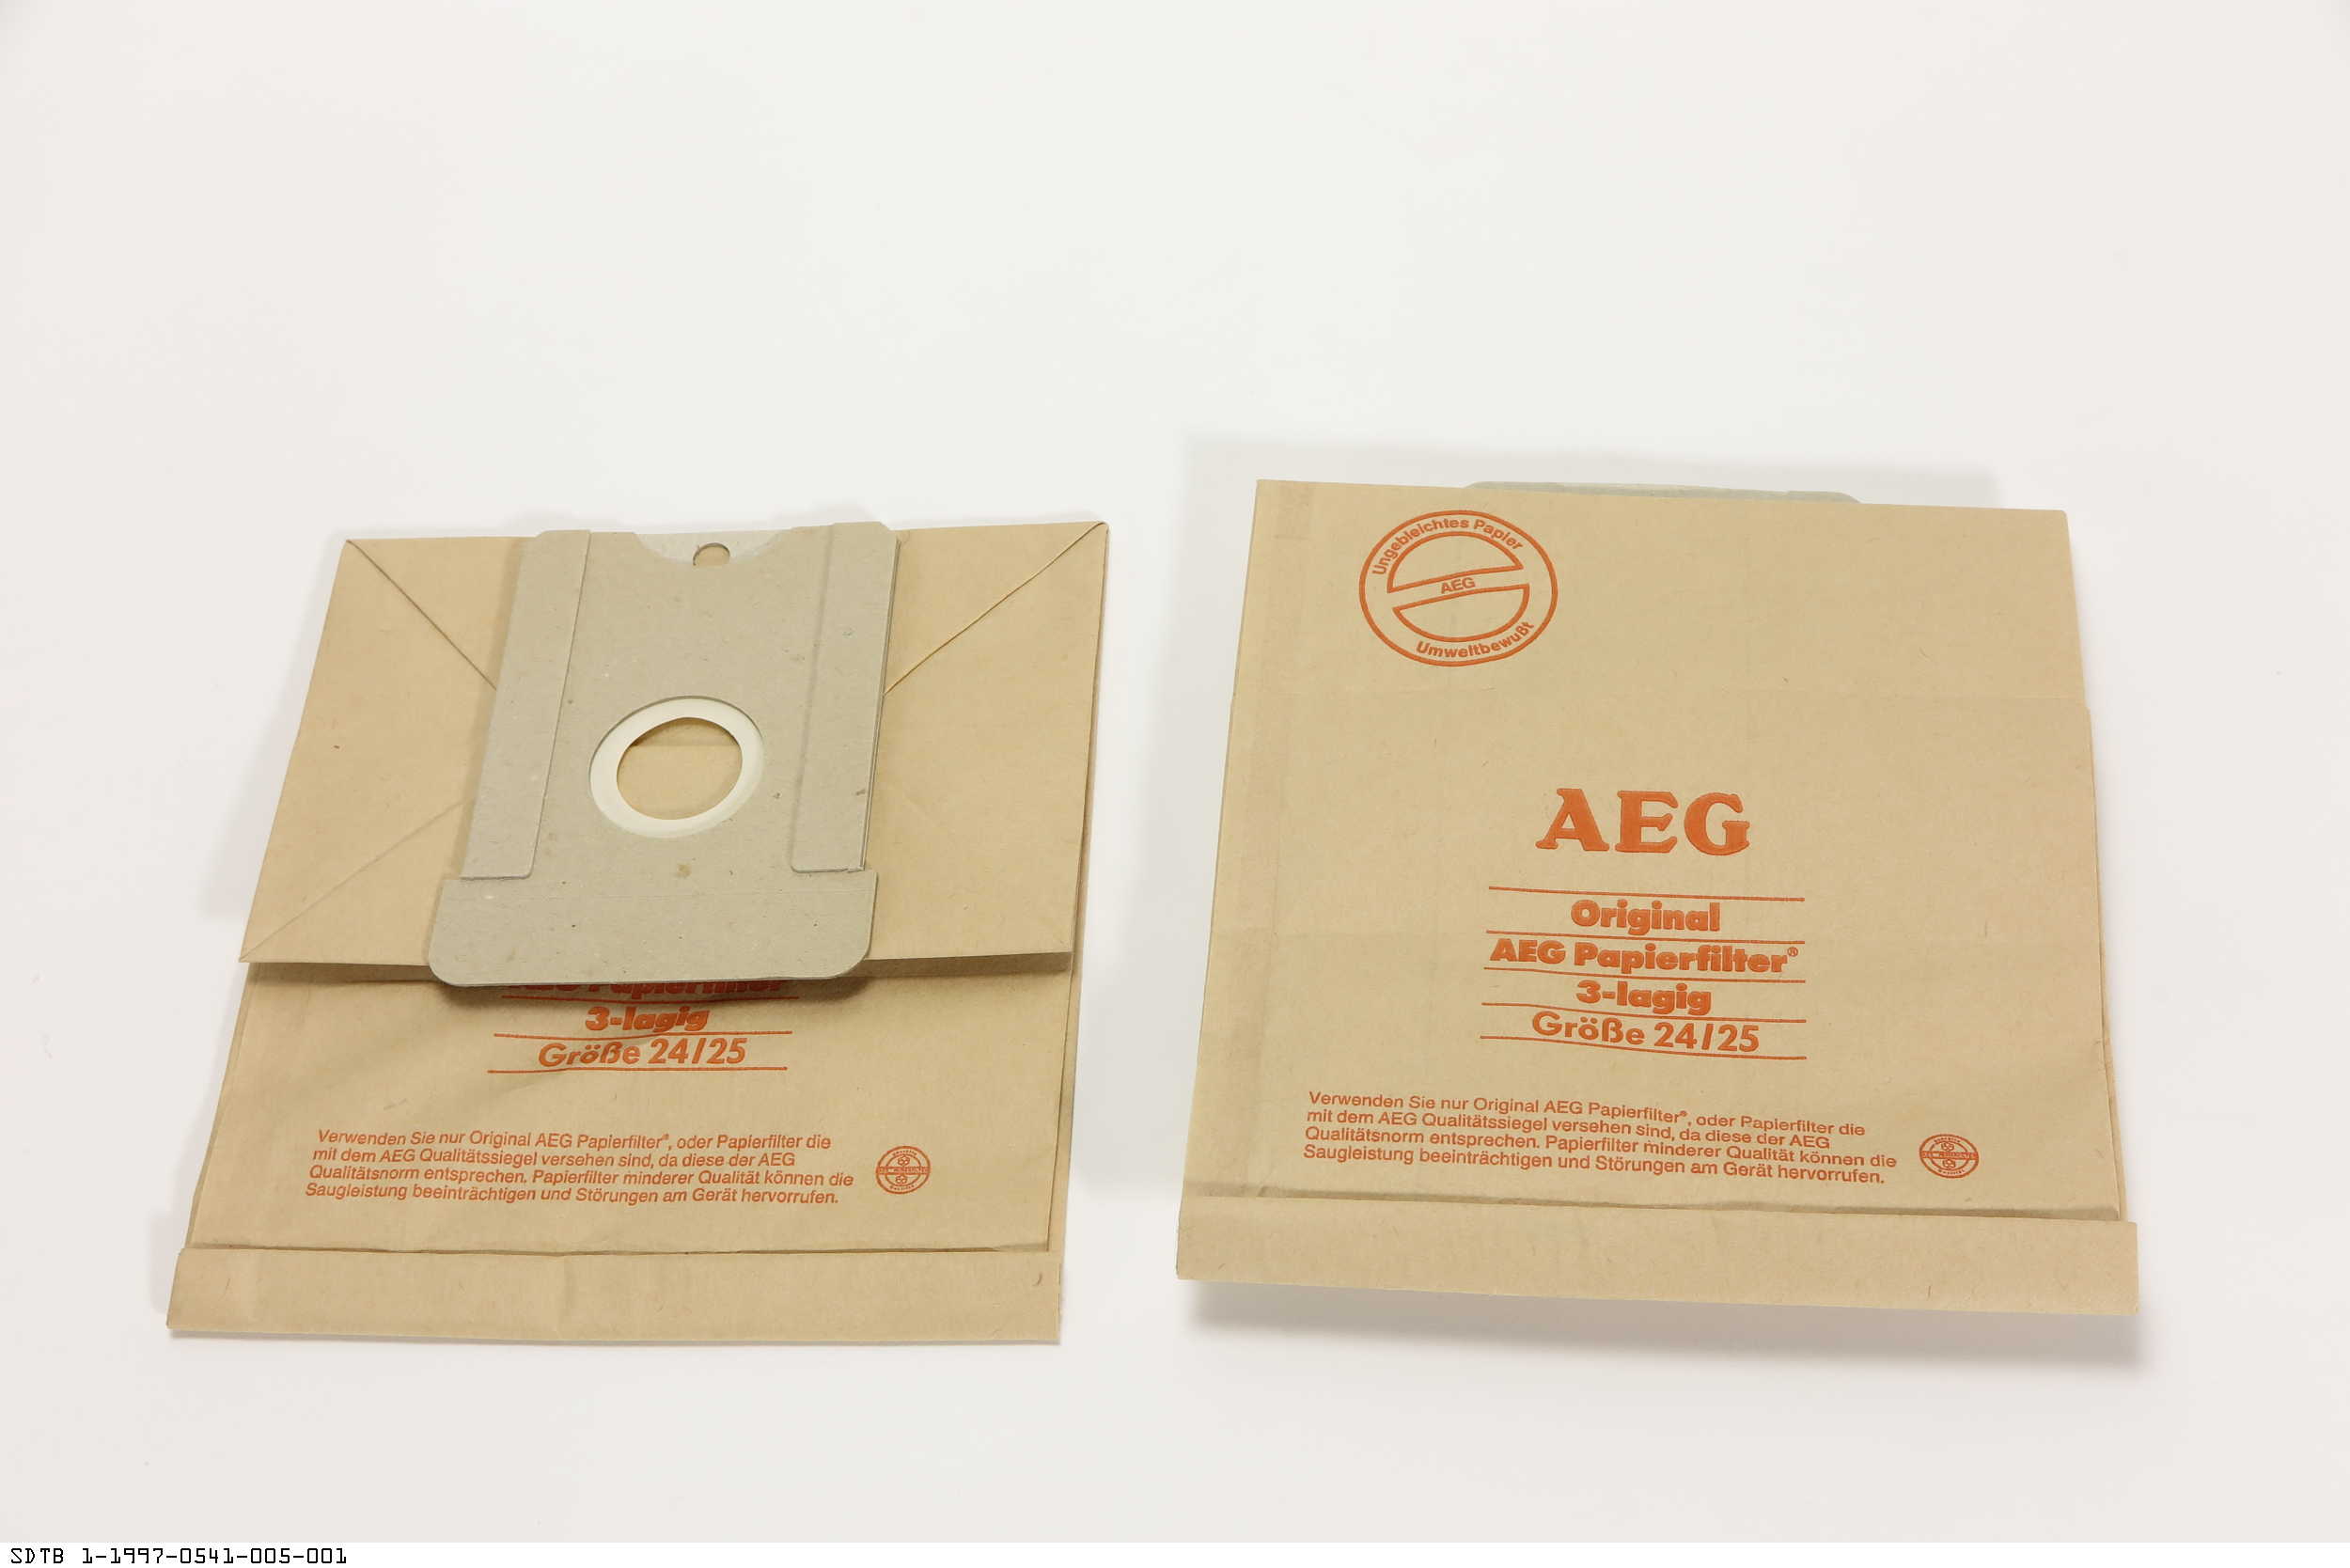 AEG Papierfilter
3-lagig
Größe 24/25
Verwenden Sie nur Original AEG Papierfilter®, oder Papierfilter die
mit dem AEG Qualitätssiegel versehen sind, da diese der AEG
Qualitätsnorm entsprechen. Papierfilter minderer Qualität können die
Saugleistung beeinträchtigen und Störungen am Gerät hervorrufen.
Ungebleichtes Papier
AEG
Umweltbewußt
AEG
Original
AEG Papierfilter®
3-lagig
Größe 24/25
Verwenden Sie nur Original AEG Papierfilter®, oder Papierfilter die
mit dem AEG Qualitätssiegel versehen sind, da diese der AEG
Qualitätsnorm entsprechen. Papierfilter minderer Qualität können die
Saugleistung beeinträchtigen und Störungen am Gerät hervorrufen.
SDTB 1-1997-0541-005-001